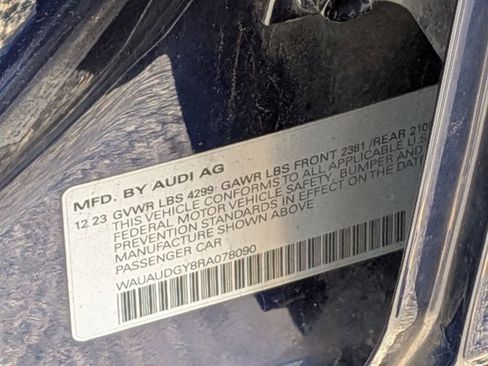 MFD. BY AUDI AG
12 23 GVWR LBS 4299 GAWR LBS FRONT 2381 /REAR
THIS VEHICLE CONFORMS TO ALL APPLICABLE U.S
FEDERAL MOTOR VEHICLE SAFETY, BUMPER AND
PREVENTION STANDARDS IN EFFECT ON THE DATE
MANUFACTURE SHOWN ABOVE
PASSENGER CAR
WAUAUDGY8RA078090